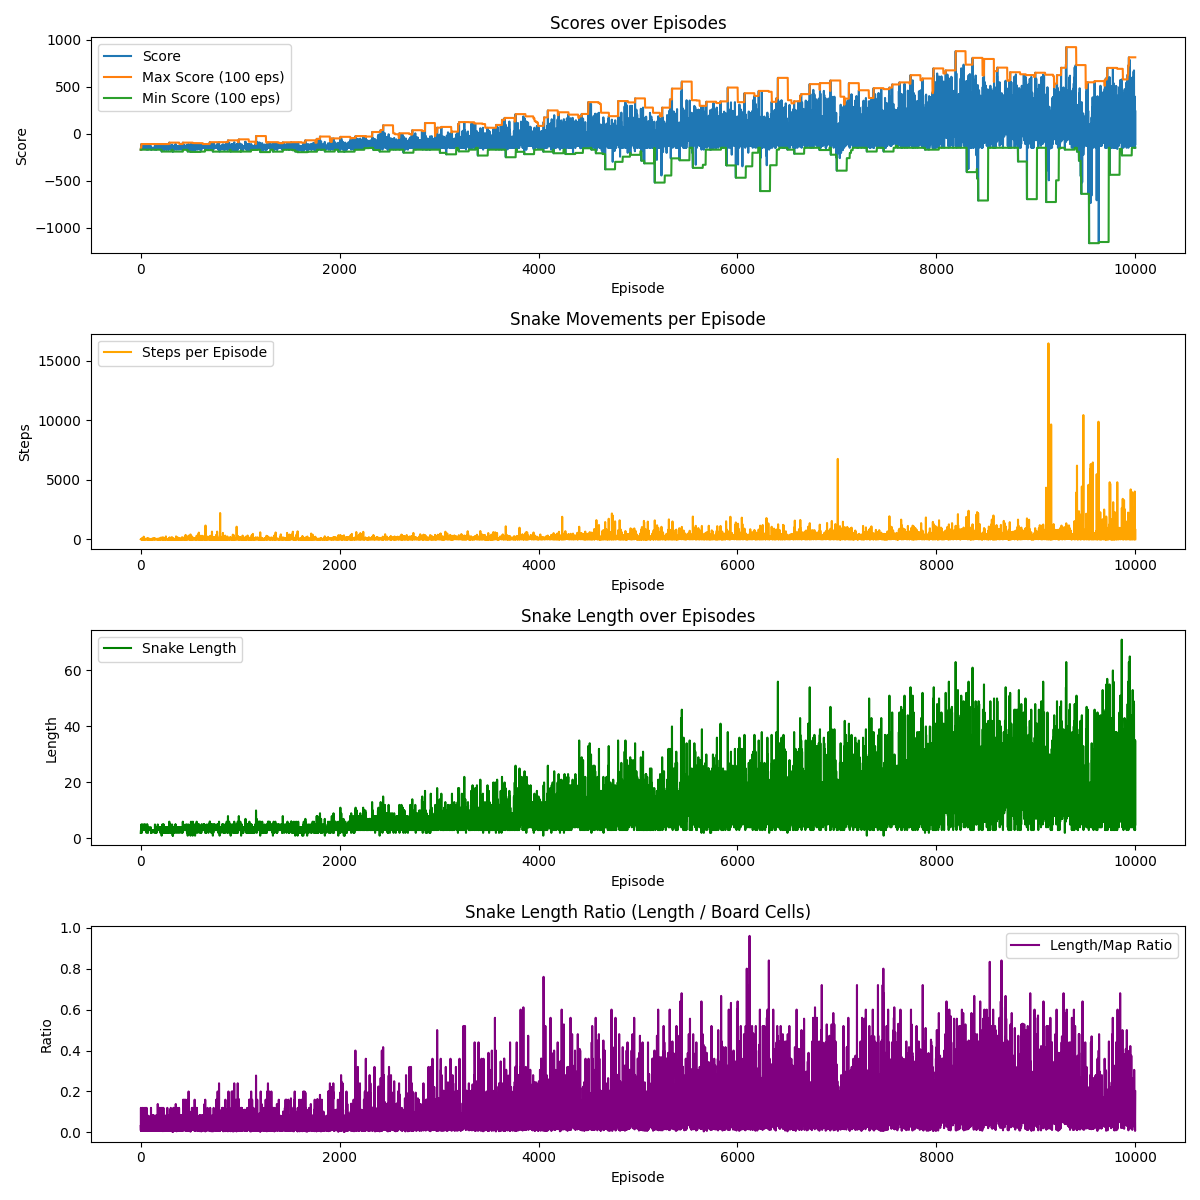 Scores over Episodes
1000
500
0
−500
−1000
Score
Score
Max Score (100 eps)
Min Score (100 eps)
0
2000
4000
6000
8000
10000
Episode
Snake Movements per Episode
15000
10000
5000
0
Steps
Steps per Episode
0
2000
4000
6000
8000
10000
Episode
Snake Length over Episodes
60
40
20
0
Length
Snake Length
0
2000
4000
6000
8000
10000
Episode
Snake Length Ratio (Length / Board Cells)
1.0
0.8
0.6
0.4
0.2
0.0
Ratio
Length/Map Ratio
0
2000
4000
6000
8000
10000
Episode